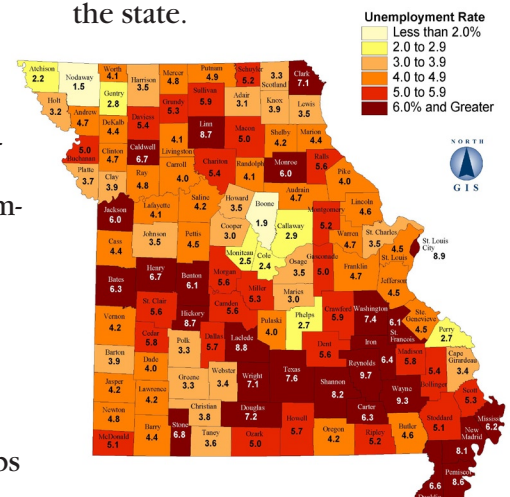 the state.
Unemployment Rate
Less than 2.0%
2.0 to 2.9
3.0 to 3.9
4.0 to 4.9
5.0 to 5.9
6.0% and Greater
NORTH
GIS
m-
ps
Atchison 2.2
Nodaway 1.5
Worth 4.1
Harrison 3.5
Mercer 4.8
Putnam 4.9
Schuyler 5.2
3.3 Scotland
Clark 7.1
Holt 3.2
Andrew 4.7
Gentry 2.8
DeKalb 4.4
Daviess 5.4
Grundy 5.3
Sullivan 5.9
Adair 3.1
Knox 3.9
Lewis 3.5
5.0 Buchanan
Clinton 4.7
Caldwell 6.7
4.1 Livingston
Linn 8.7
Macon 5.0
Shelby 4.2
Marion 4.4
Platte 3.7
Clay 3.9
Ray 4.8
Carroll 4.0
Chariton 5.4
Randolph 4.1
Monroe 6.0
Ralls 5.6
Pike 4.0
Jackson 6.0
Lafayette 4.1
Saline 4.2
Howard 3.5
Boone 1.9
Audrain 4.7
Callaway 2.9
Montgomery 5.2
Lincoln 4.6
Cass 4.4
Johnson 3.5
Pettis 4.5
Cooper 3.0
Moniteau 2.5
Cole 2.4
Osage 3.5
Gasconade 5.0
Warren 4.7
St. Charles 3.5
4.5 St. Louis
St. Louis City 8.9
Franklin 4.7
Jefferson 4.5
Bates 6.3
Henry 6.7
Benton 6.1
Morgan 5.6
Miller 5.3
Maries 3.0
Vernon 4.2
St. Clair 5.6
Hickory 8.7
Camden 5.6
Pulaski 4.0
Phelps 2.7
Crawford 5.9
Washington 7.4
6.1 St. Francois
Ste. Genevieve 4.5
Perry 2.7
Cedar 5.8
Polk 3.3
Dallas 5.7
Laclede 8.8
Dent 5.6
Iron 6.4
Madison 5.8
Cape Girardeau 3.4
5.4 Bollinger
Barton 3.9
Dade 4.0
Greene 3.3
Webster 3.4
Wright 7.1
Texas 7.6
Shannon 8.2
Reynolds 9.7
Wayne 9.3
Scott 5.3
Jasper 4.2
Lawrence 4.2
Christian 3.8
Douglas 7.2
Carter 6.3
Stoddard 5.1
6.2
Newton 4.8
Barry 4.4
Stone 6.8
Taney 3.6
Ozark 5.0
Howell 5.7
Oregon 4.2
Ripley 5.2
Butler 4.6
New Madrid 8.1
McDonald 5.1
Pemiscot 8.6
6.6